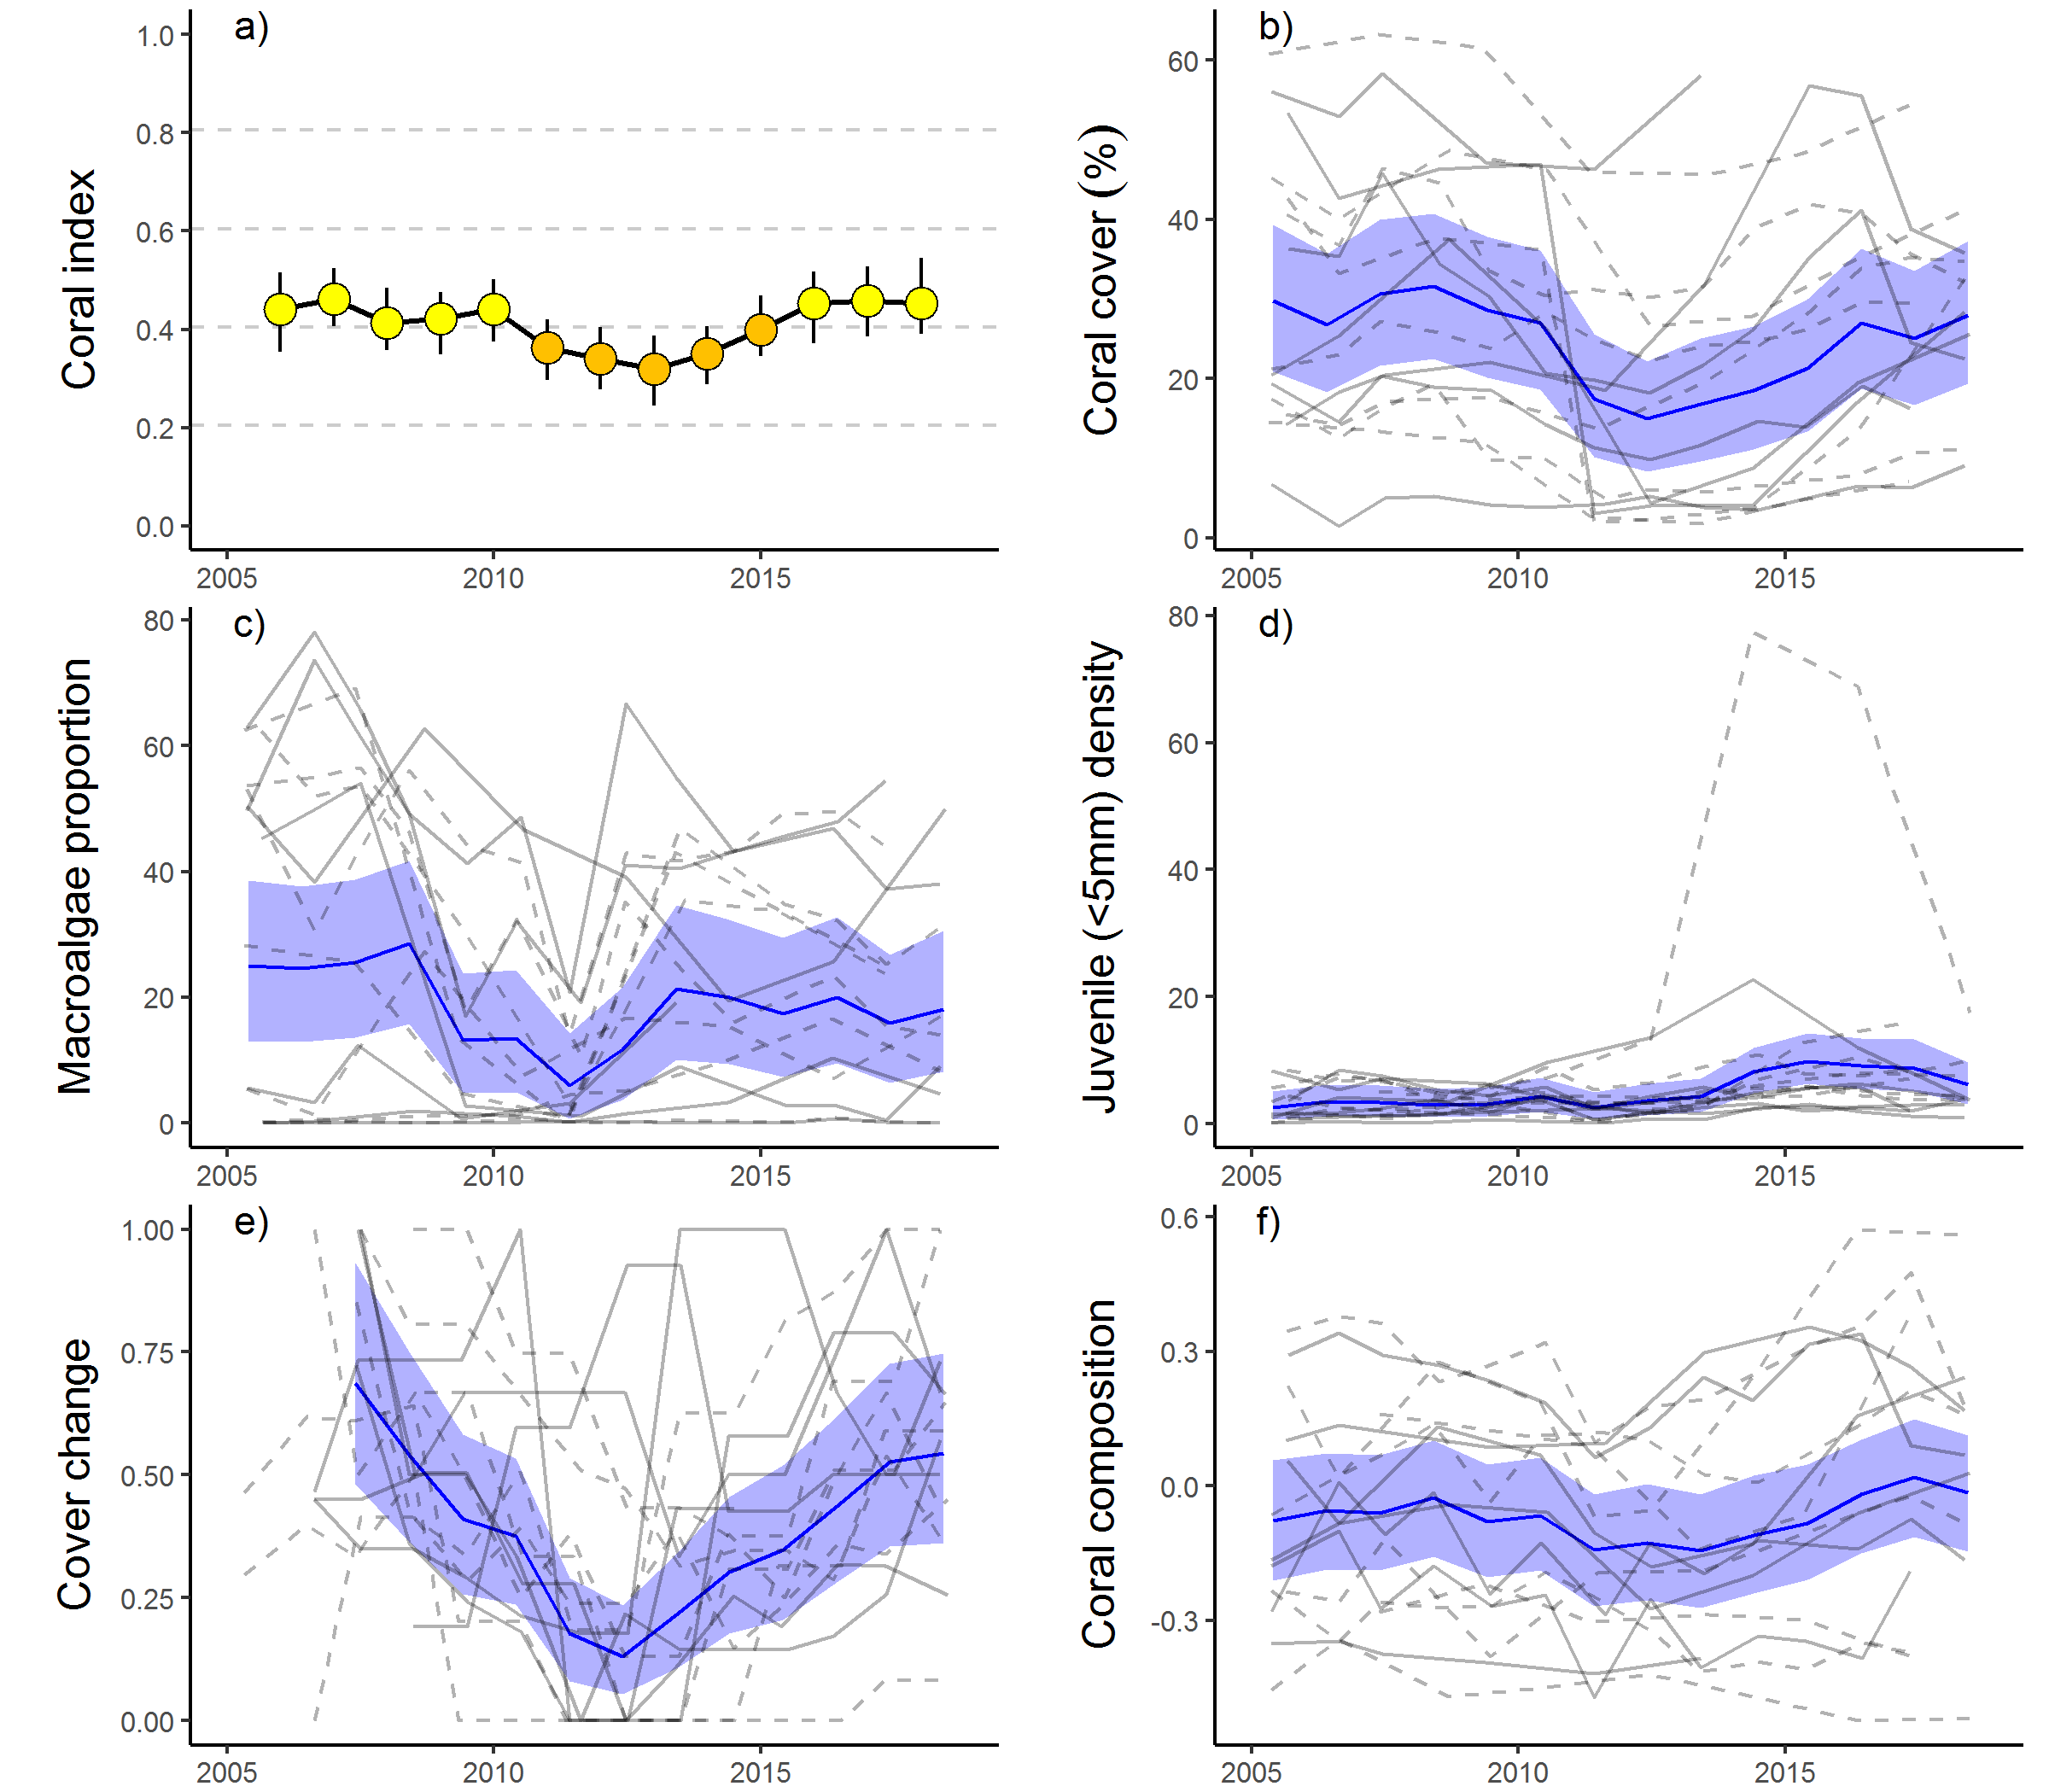 a)
1.0
0.8
0.6
0.4
0.2
0.0
Coral index
2005 2010 2015
b)
60
40
20
0
Coral cover (%)
2005 2010 2015
c)
80
60
40
20
0
Macroalgae proportion
2005 2010 2015
d)
80
60
40
20
0
Juvenile (<5mm) density
2005 2010 2015
e)
1.00
0.75
0.50
0.25
0.00
Cover change
2005 2010 2015
f)
0.6
0.3
0.0
-0.3
Coral composition
2005 2010 2015